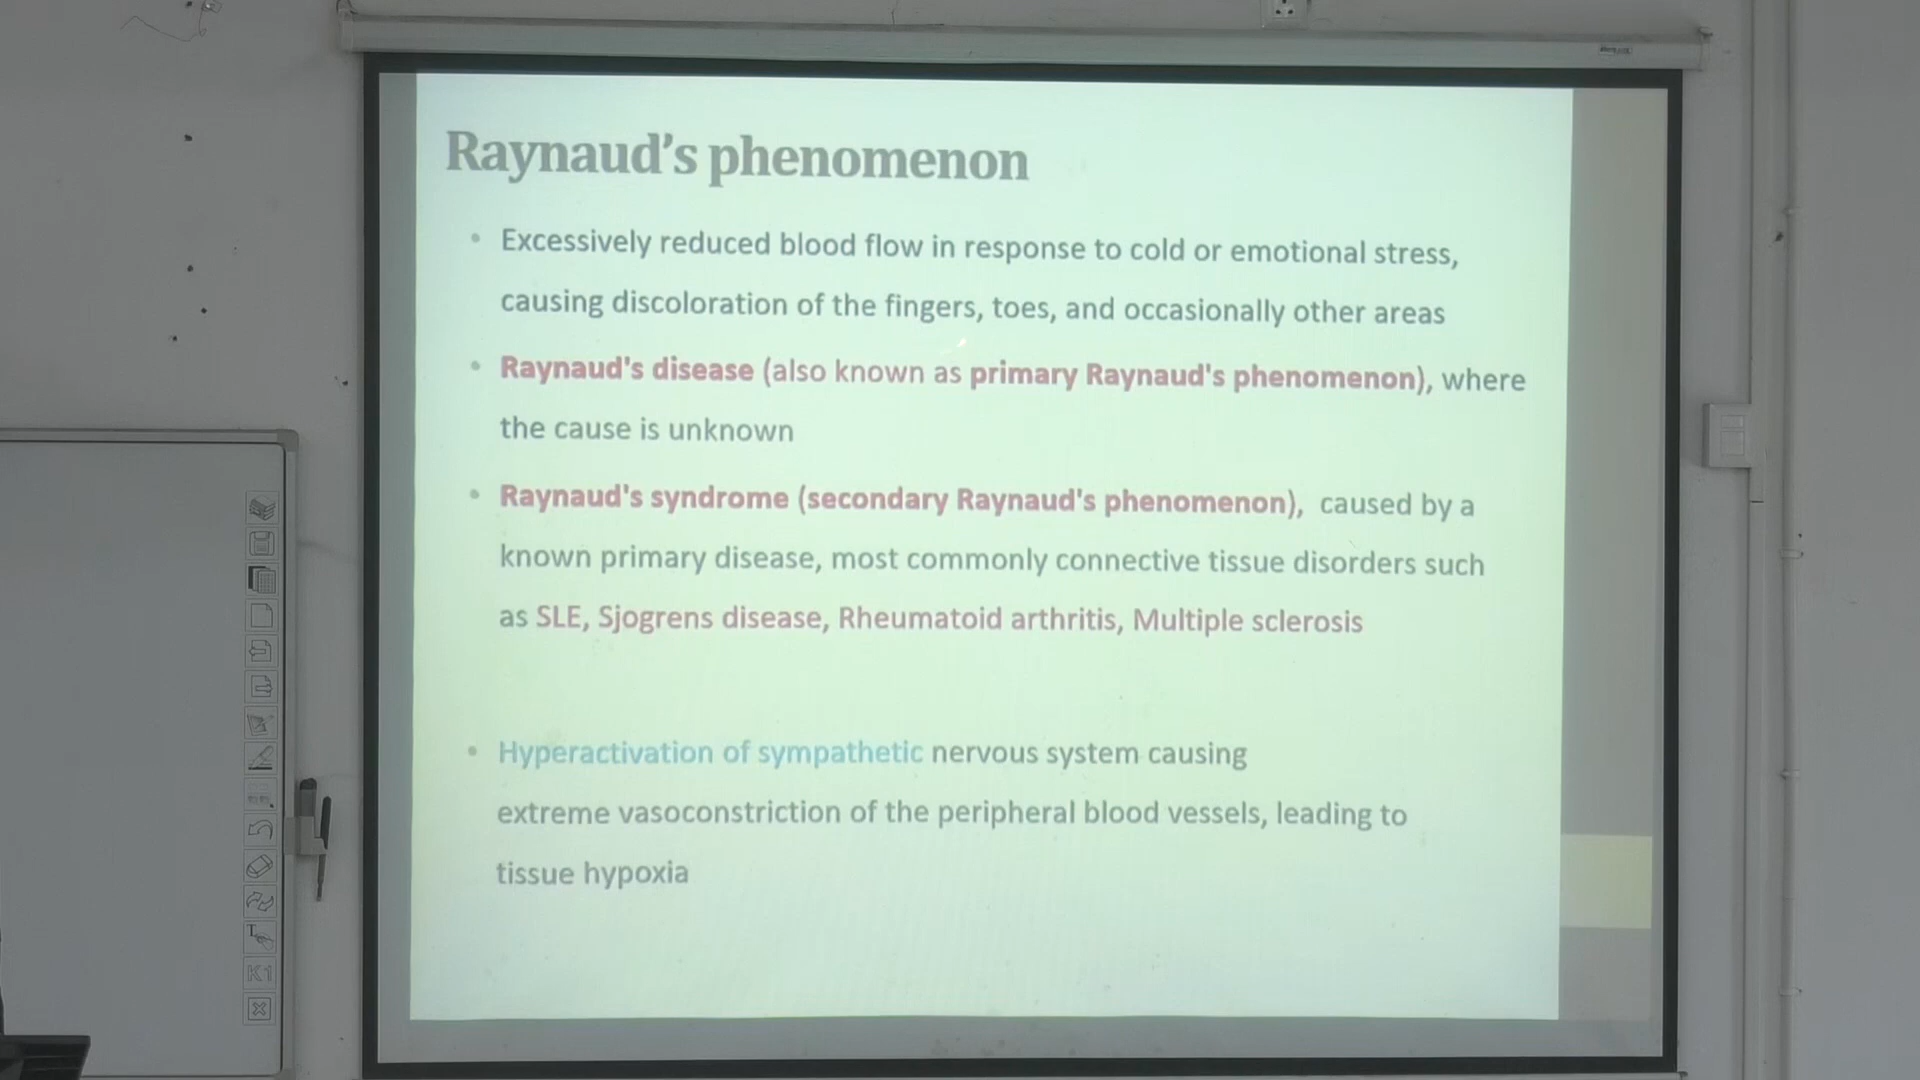 Raynaud's phenomenon
• Excessively reduced blood flow in response to cold or emotional stress,
causing discoloration of the fingers, toes, and occasionally other areas
• Raynaud's disease (also known as primary Raynaud's phenomenon), where
the cause is unknown
• Raynaud's syndrome (secondary Raynaud's phenomenon), caused by a
known primary disease, most commonly connective tissue disorders such
as SLE, Sjogrens disease, Rheumatoid arthritis, Multiple sclerosis
• Hyperactivation of sympathetic nervous system causing
extreme vasoconstriction of the peripheral blood vessels, leading to
tissue hypoxia
T
K1